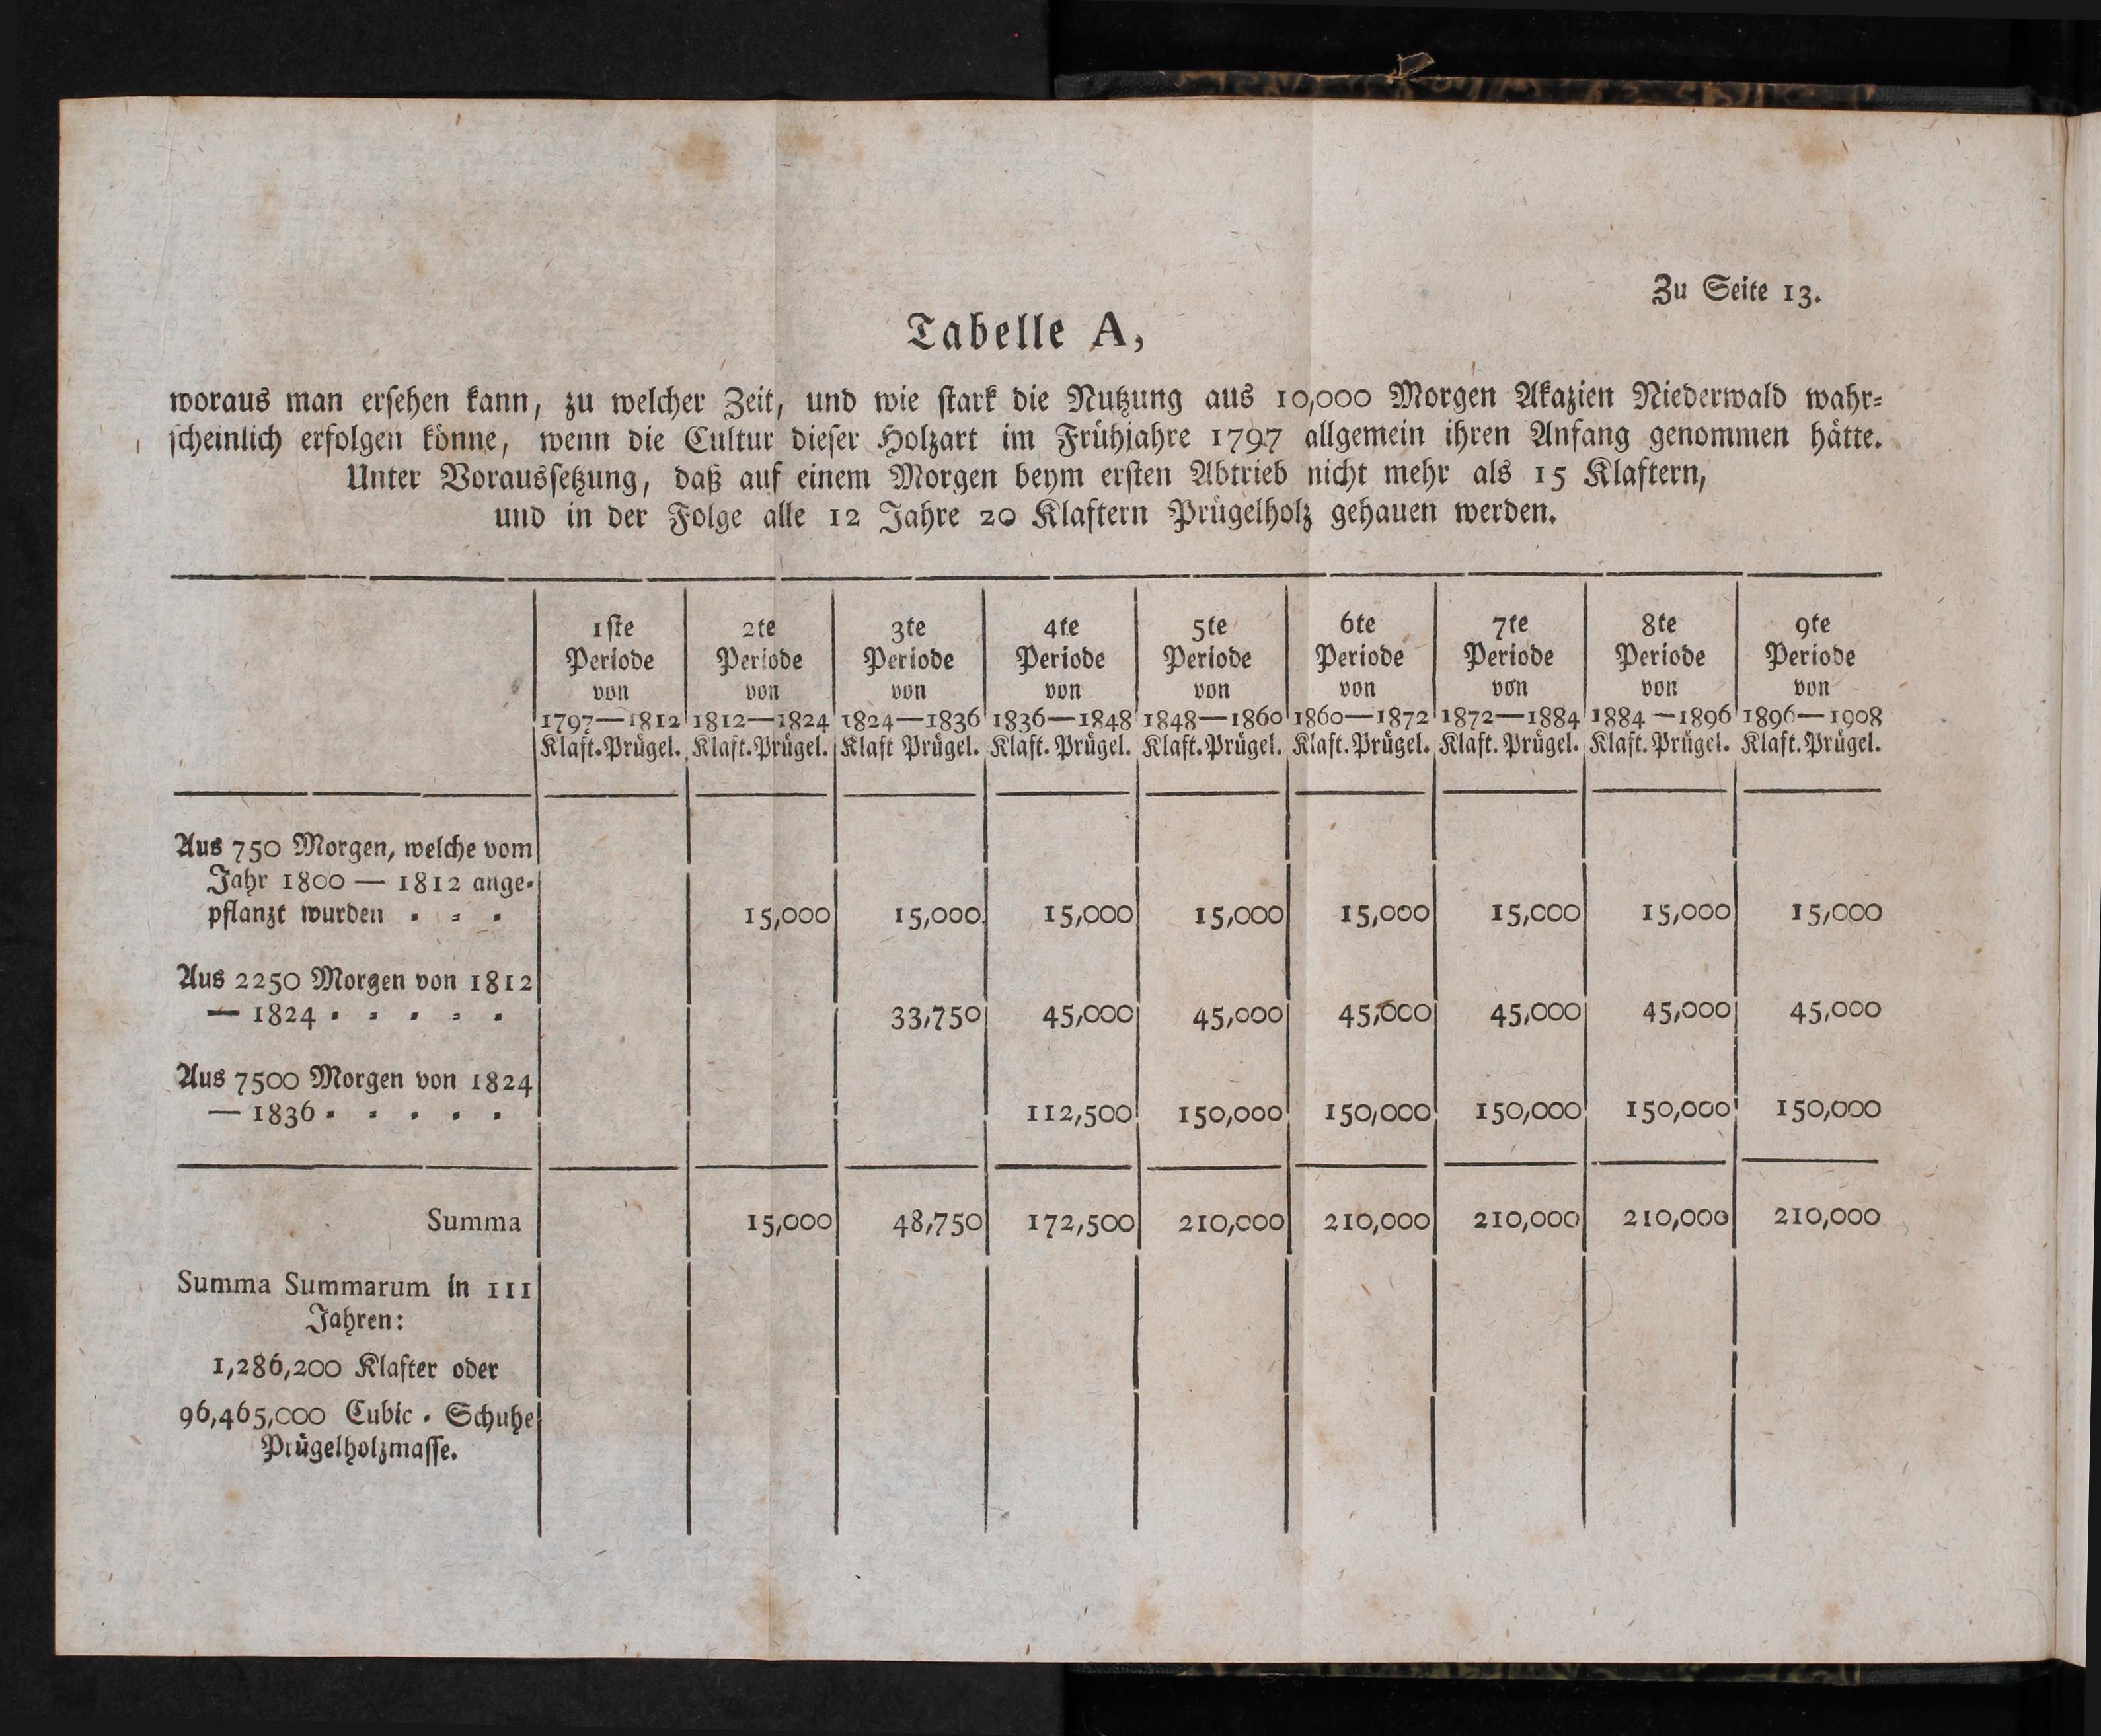 Zu Seite 13.
Tabelle A,
woraus man ersehen kann, zu welcher Zeit, und wie stark die Nutzung aus 10,000 Morgen Akazien Niederwald wahr-
scheinlich erfolgen könne, wenn die Cultur dieser Holzart im Frühjahre 1797 allgemein ihren Anfang genommen hätte.
Unter Voraussetzung, daß auf einem Morgen beym ersten Abtrieb nicht mehr als 15 Klaftern,
und in der Folge alle 12 Jahre 20 Klaftern Prügelholz gehauen werden.
1ste 2te 3te 4te 5te 6te 7te 8te 9te
Periode Periode Periode Periode Periode Periode Periode Periode Periode
von von von von von von von von von
1797—1812 1812—1824 1824—1836 1836—1848 1848—1860 1860—1872 1872—1884 1884—1896 1896—1908
Klaft.Prügel. Klaft.Prügel. Klaft Prügel. Klaft. Prügel. Klaft.Prügel. Klaft.Prügel. Klaft.Prügel. Klaft.Prügel. Klaft.Prügel.
Aus 750 Morgen, welche vom
Jahr 1800 — 1812 ange-
pflanzt wurden 15,000 15,000 15,000 15,000 15,000 15,000 15,000 15,000
Aus 2250 Morgen von 1812
— 1824 33,750 45,000 45,000 45,000 45,000 45,000 45,000
Aus 7500 Morgen von 1824
— 1836 112,500 150,000 150,000 150,000 150,000 150,000
Summa 15,000 48,750 172,500 210,000 210,000 210,000 210,000 210,000
Summa Summarum in 111
Jahren:
1,286,200 Klafter oder
96,465,000 Cubic-Schuhe
Prügelholzmasse.